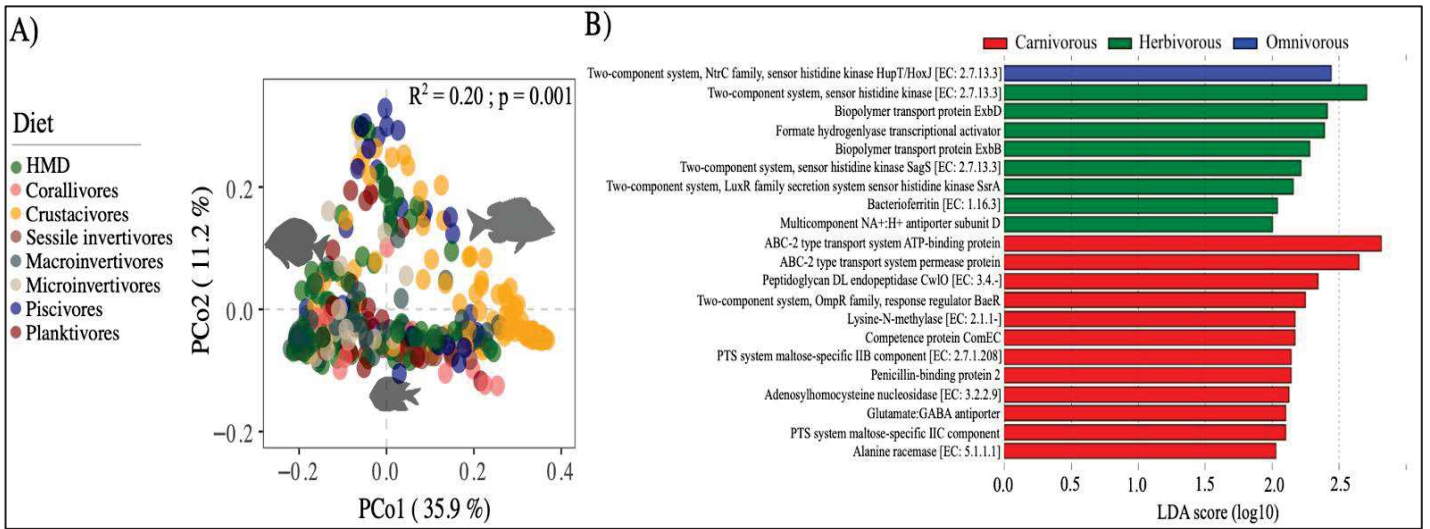 A)
R² = 0.20 ; p = 0.001
Diet
HMD
Corallivores
Crustacivores
Sessile invertivores
Macroinvertivores
Microinvertivores
Piscivores
Planktivores
PCo2 ( 11.2 %)
0.2
0.0
−0.2
−0.2
0.0
0.2
0.4
PCo1 ( 35.9 %)
B)
Carnivorous
Herbivorous
Omnivorous
Two-component system, NtrC family, sensor histidine kinase HupT/HoxJ [EC: 2.7.13.3]
Two-component system, sensor histidine kinase [EC: 2.7.13.3]
Biopolymer transport protein ExbD
Formate hydrogenlyase transcriptional activator
Biopolymer transport protein ExbB
Two-component system, sensor histidine kinase SagS [EC: 2.7.13.3]
Two-component system, LuxR family secretion system sensor histidine kinase SsrA
Bacterioferritin [EC: 1.16.3]
Multicomponent NA+:H+ antiporter subunit D
ABC-2 type transport system ATP-binding protein
ABC-2 type transport system permease protein
Peptidoglycan DL endopeptidase CwlO [EC: 3.4.-]
Two-component system, OmpR family, response regulator BaeR
Lysine-N-methylase [EC: 2.1.1-]
Competence protein ComEC
PTS system maltose-specific IIB component [EC: 2.7.1.208]
Penicillin-binding protein 2
Adenosylhomocysteine nucleosidase [EC: 3.2.2.9]
Glutamate:GABA antiporter
PTS system maltose-specific IIC component
Alanine racemase [EC: 5.1.1.1]
0.0
0.5
1.0
1.5
2.0
2.5
LDA score (log10)